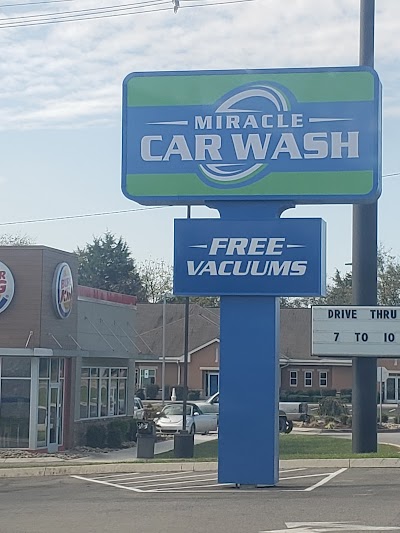 MIRACLE
CAR WASH
FREE
VACUUMS
DRIVE THRU
7 TO 10